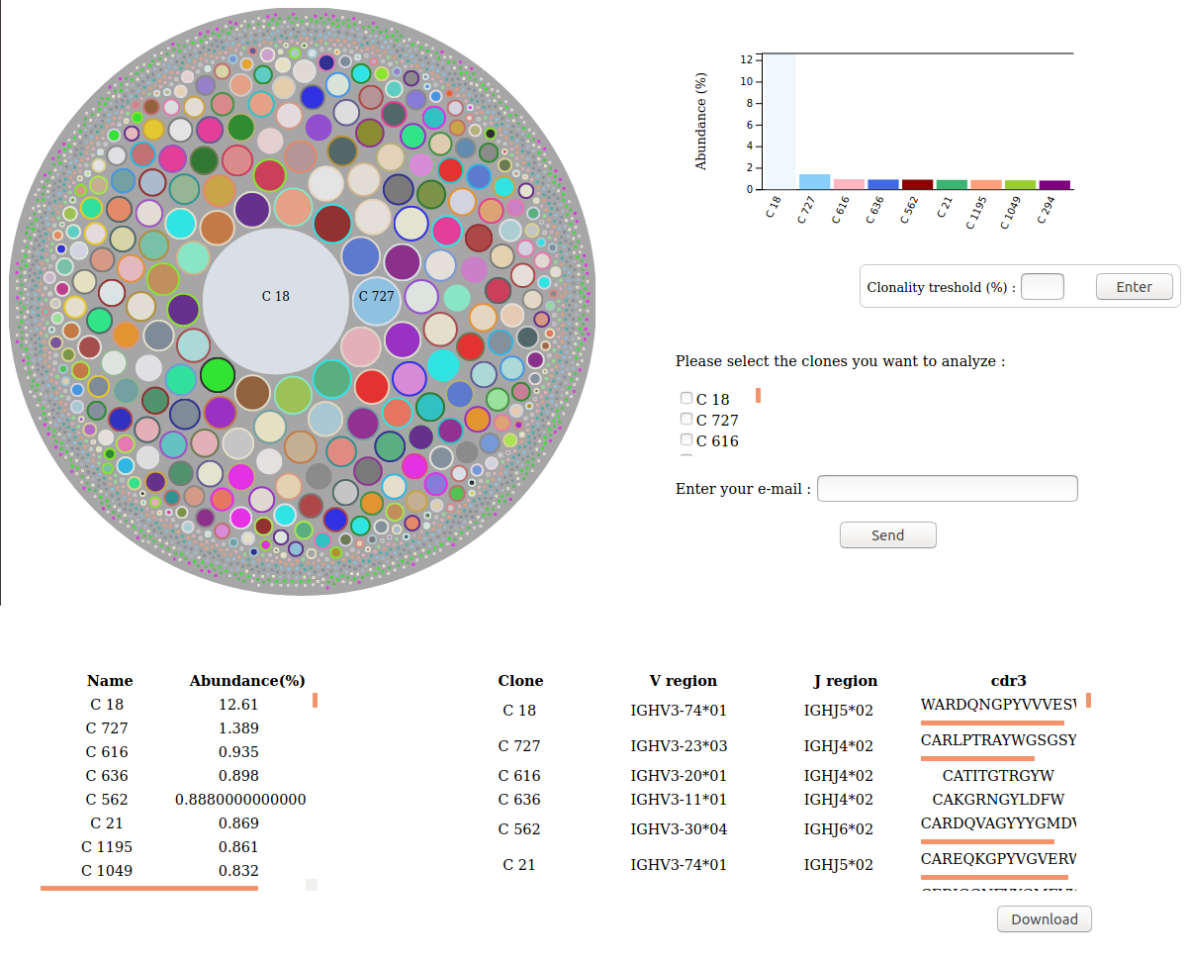 C 18
C 727
Abundance (%)
12
10
8
6
4
2
0
C 18
C 727
C 616
C 636
C 562
C 21
C 1195
C 1049
C 294
Clonality treshold (%) :
Enter
Please select the clones you want to analyze :
C 18
C 727
C 616
Enter your e-mail :
Send
Name Abundance(%)
C 18 12.61
C 727 1.389
C 616 0.935
C 636 0.898
C 562 0.8880000000000
C 21 0.869
C 1195 0.861
C 1049 0.832
Clone V region J region cdr3
C 18 IGHV3-74*01 IGHJ5*02 WARDQNGPYVVVES
C 727 IGHV3-23*03 IGHJ4*02 CARLPTRAYWGSGSY
C 616 IGHV3-20*01 IGHJ4*02 CATITGTRGYW
C 636 IGHV3-11*01 IGHJ4*02 CAKGRNGYLDFW
C 562 IGHV3-30*04 IGHJ6*02 CARDQVAGYYYGMD
C 21 IGHV3-74*01 IGHJ5*02 CAREQKGPYVGVER
Download